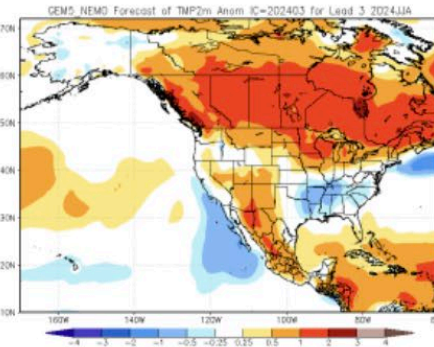 GEM5_NEMO Forecast of TMP2m Anom IC=202403 for Lead 3 2024JJA
70N
60N
50N
40N
30N
20N
10N
160W 140W 120W 100W 80W
-4 -3 -2 -1 -0.5 -0.25 0.25 0.5 1 2 3 4